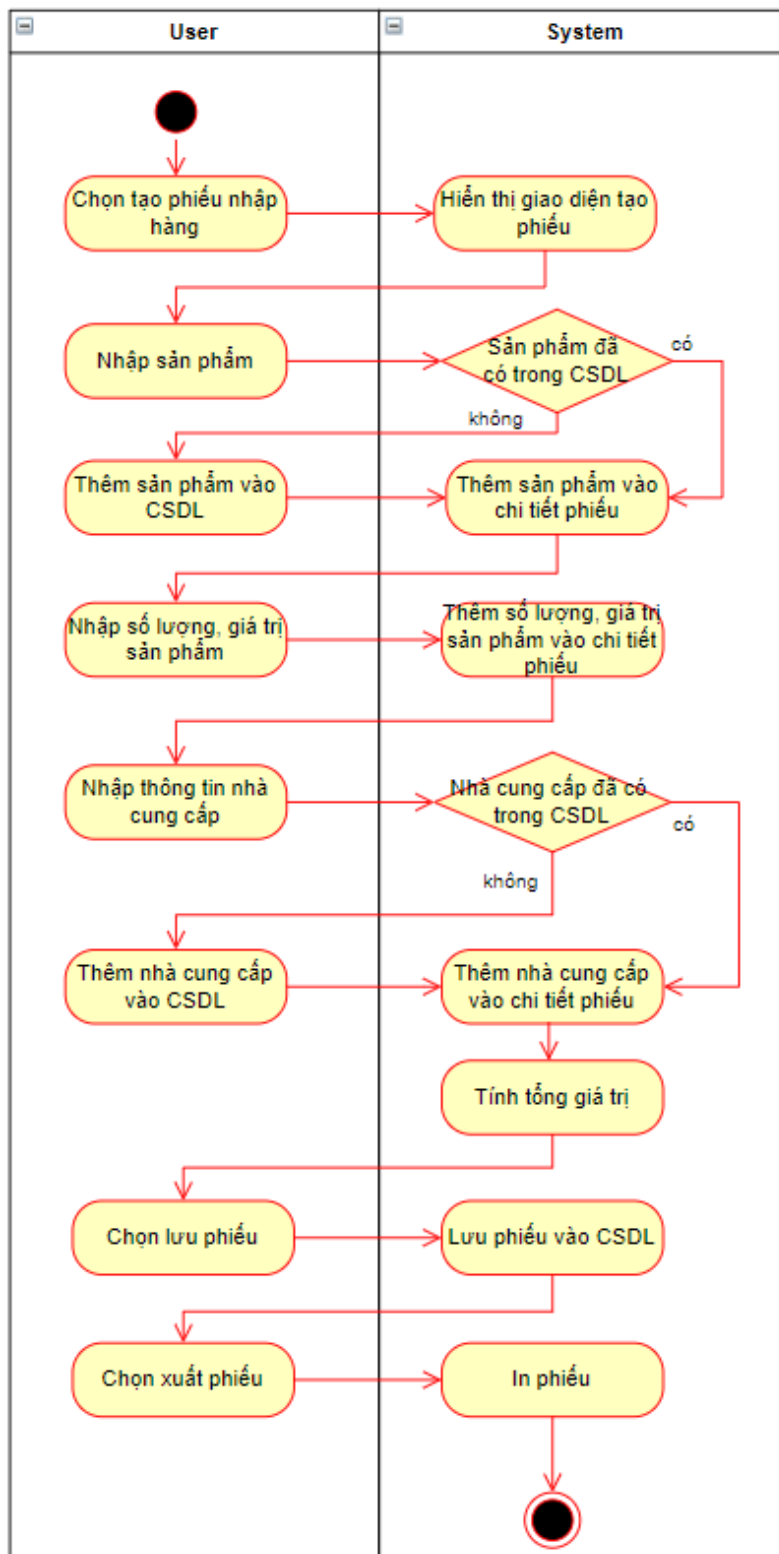 User
System
Chọn tạo phiếu nhập
hàng
Hiển thị giao diện tạo
phiếu
Nhập sản phẩm
Sản phẩm đã
có trong CSDL
có
không
Thêm sản phẩm vào
CSDL
Thêm sản phẩm vào
chi tiết phiếu
Nhập số lượng, giá trị
sản phẩm
Thêm số lượng, giá trị
sản phẩm vào chi tiết
phiếu
Nhập thông tin nhà
cung cấp
Nhà cung cấp đã có
trong CSDL
có
không
Thêm nhà cung cấp
vào CSDL
Thêm nhà cung cấp
vào chi tiết phiếu
Tính tổng giá trị
Chọn lưu phiếu
Lưu phiếu vào CSDL
Chọn xuất phiếu
In phiếu